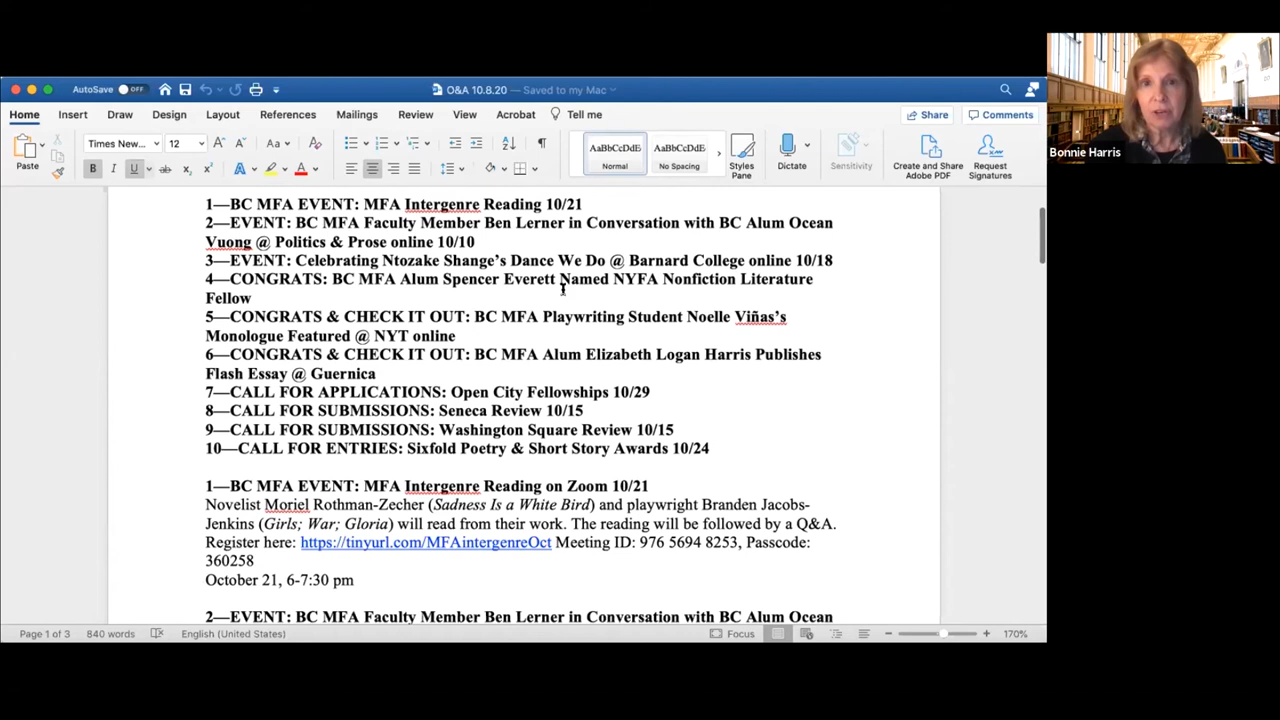 AutoSave OFF
O&A 10.8.20 — Saved to my Mac
Home Insert Draw Design Layout References Mailings Review View Acrobat Tell me
Share Comments
Paste
Times New... 12
Aa
B I U ab x₂ x²
A A
AaBbCcDdE AaBbCcDdE
Normal No Spacing
Styles Pane
Dictate
Sensitivity
Create and Share Adobe PDF
Request Signatures
Bonnie Harris
1—BC MFA EVENT: MFA Intergenre Reading 10/21
2—EVENT: BC MFA Faculty Member Ben Lerner in Conversation with BC Alum Ocean
Vuong @ Politics & Prose online 10/10
3—EVENT: Celebrating Ntozake Shange’s Dance We Do @ Barnard College online 10/18
4—CONGRATS: BC MFA Alum Spencer Everett Named NYFA Nonfiction Literature
Fellow
5—CONGRATS & CHECK IT OUT: BC MFA Playwriting Student Noelle Viñas’s
Monologue Featured @ NYT online
6—CONGRATS & CHECK IT OUT: BC MFA Alum Elizabeth Logan Harris Publishes
Flash Essay @ Guernica
7—CALL FOR APPLICATIONS: Open City Fellowships 10/29
8—CALL FOR SUBMISSIONS: Seneca Review 10/15
9—CALL FOR SUBMISSIONS: Washington Square Review 10/15
10—CALL FOR ENTRIES: Sixfold Poetry & Short Story Awards 10/24
1—BC MFA EVENT: MFA Intergenre Reading on Zoom 10/21
Novelist Moriel Rothman-Zecher (Sadness Is a White Bird) and playwright Branden Jacobs-
Jenkins (Girls; War; Gloria) will read from their work. The reading will be followed by a Q&A.
Register here: https://tinyurl.com/MFAintergenreOct Meeting ID: 976 5694 8253, Passcode:
360258
October 21, 6-7:30 pm
2—EVENT: BC MFA Faculty Member Ben Lerner in Conversation with BC Alum Ocean
Page 1 of 3 840 words English (United States) Focus 170%